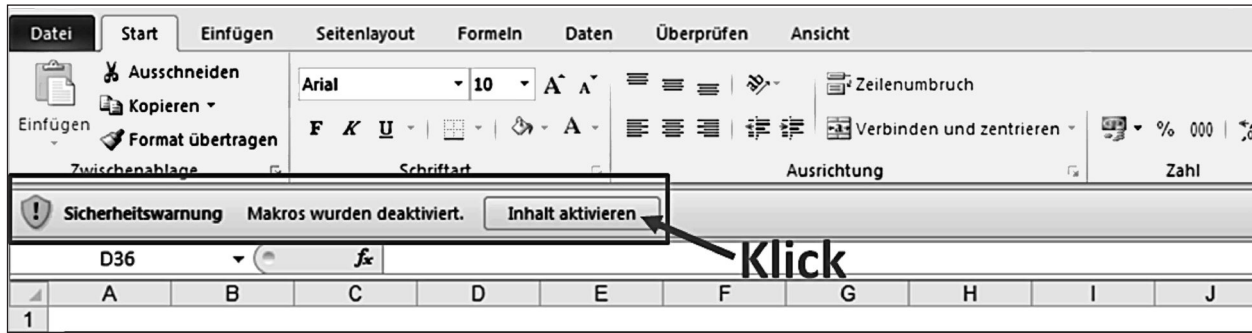 Datei Start Einfügen Seitenlayout Formeln Daten Überprüfen Ansicht
Ausschneiden
Kopieren
Format übertragen
Einfügen
Zwischenablage
Arial 10 A A
F K U A
Schriftart
Zeilenumbruch
Verbinden und zentrieren
Ausrichtung
% 000
Zahl
Sicherheitswarnung Makros wurden deaktiviert. Inhalt aktivieren
Klick
D36 fx
A B C D E F G H I J
1